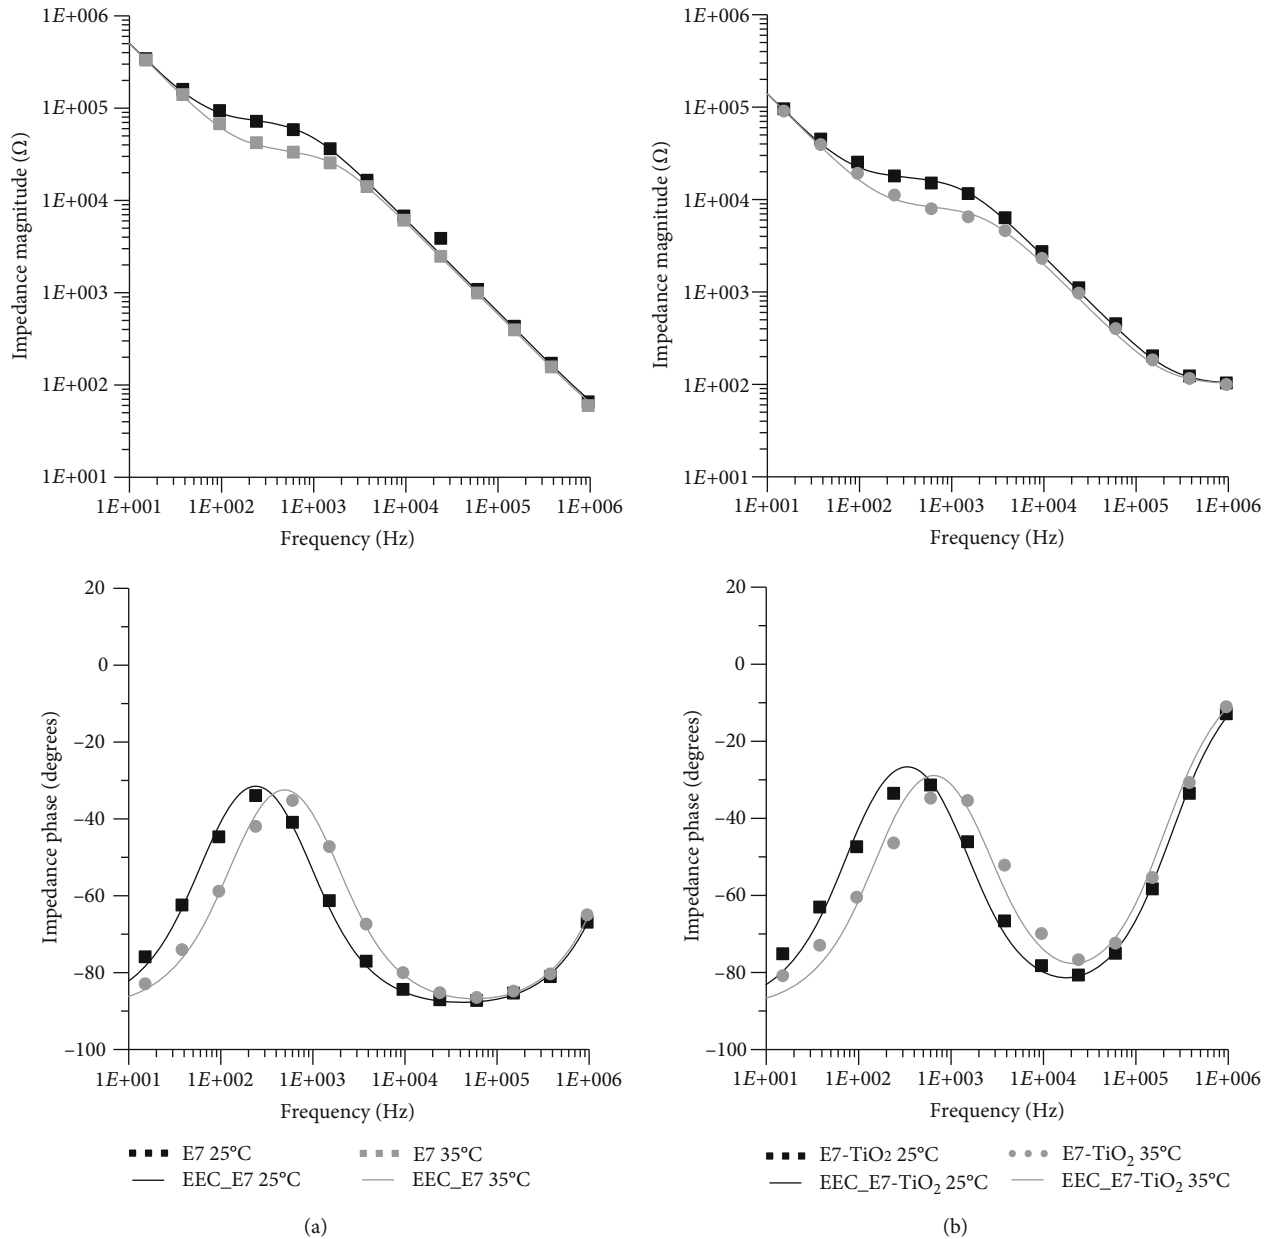 1E+006
1E+005
1E+004
1E+003
1E+002
1E+001
Impedance magnitude (Ω)
1E+001 1E+002 1E+003 1E+004 1E+005 1E+006
Frequency (Hz)
1E+006
1E+005
1E+004
1E+003
1E+002
1E+001
Impedance magnitude (Ω)
1E+001 1E+002 1E+003 1E+004 1E+005 1E+006
Frequency (Hz)
20
0
−20
−40
−60
−80
−100
Impedance phase (degrees)
1E+001 1E+002 1E+003 1E+004 1E+005 1E+006
Frequency (Hz)
E7 25°C
E7 35°C
EEC_E7 25°C
EEC_E7 35°C
(a)
20
0
−20
−40
−60
−80
−100
Impedance phase (degrees)
1E+001 1E+002 1E+003 1E+004 1E+005 1E+006
Frequency (Hz)
E7-TiO2 25°C
E7-TiO₂ 35°C
EEC_E7-TiO₂ 25°C
EEC_E7-TiO₂ 35°C
(b)